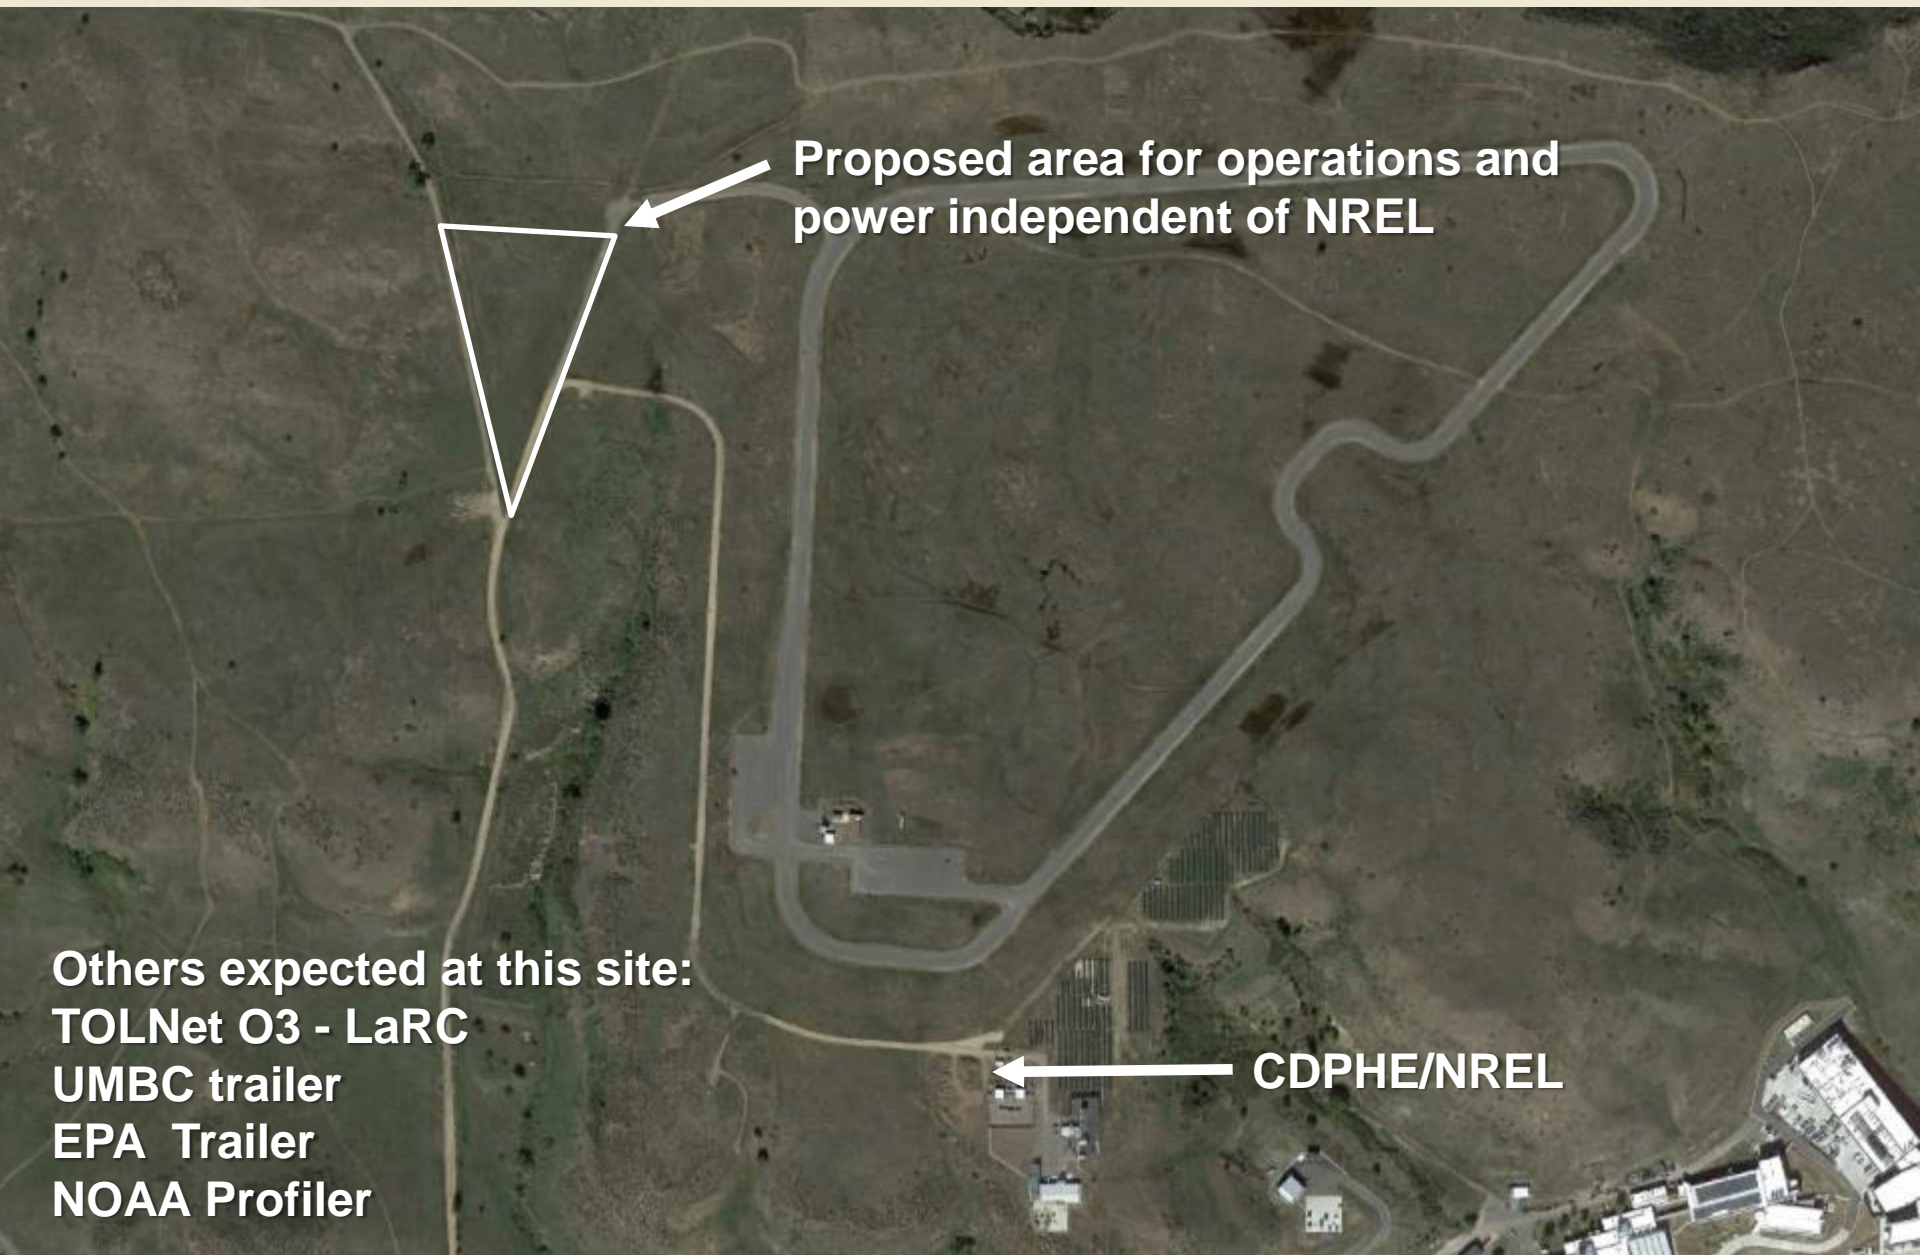 Proposed area for operations and
power independent of NREL
Others expected at this site:
TOLNet O3 - LaRC
UMBC trailer
EPA  Trailer
NOAA Profiler
CDPHE/NREL